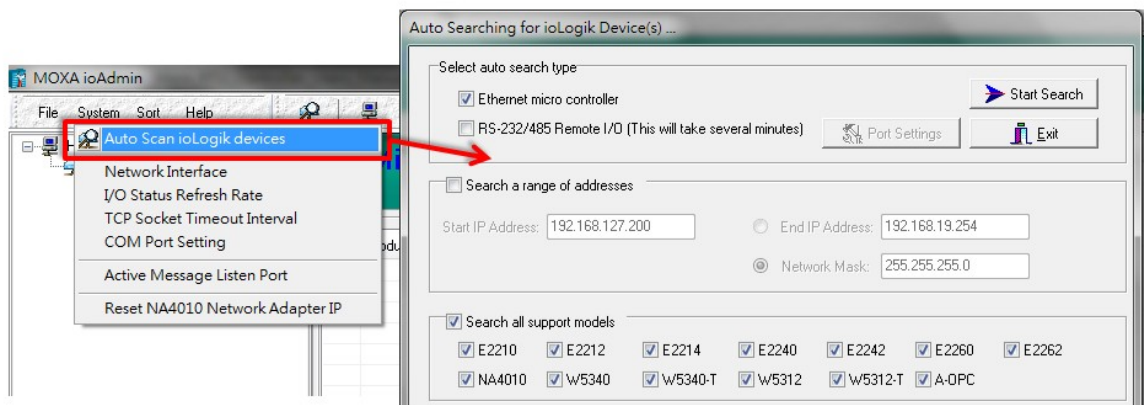 MOXA ioAdmin
File System Sort Help
Auto Scan ioLogik devices
Network Interface
I/O Status Refresh Rate
TCP Socket Timeout Interval
COM Port Setting
Active Message Listen Port
Reset NA4010 Network Adapter IP
Auto Searching for ioLogik Device(s) ...
Select auto search type
Ethernet micro controller
Start Search
RS-232/485 Remote I/O (This will take several minutes)
Port Settings
Exit
Search a range of addresses
Start IP Address: 192.168.127.200
End IP Address: 192.168.19.254
Network Mask: 255.255.255.0
Search all support models
E2210 E2212 E2214 E2240 E2242 E2260 E2262
NA4010 W5340 W5340-T W5312 W5312-T A-OPC